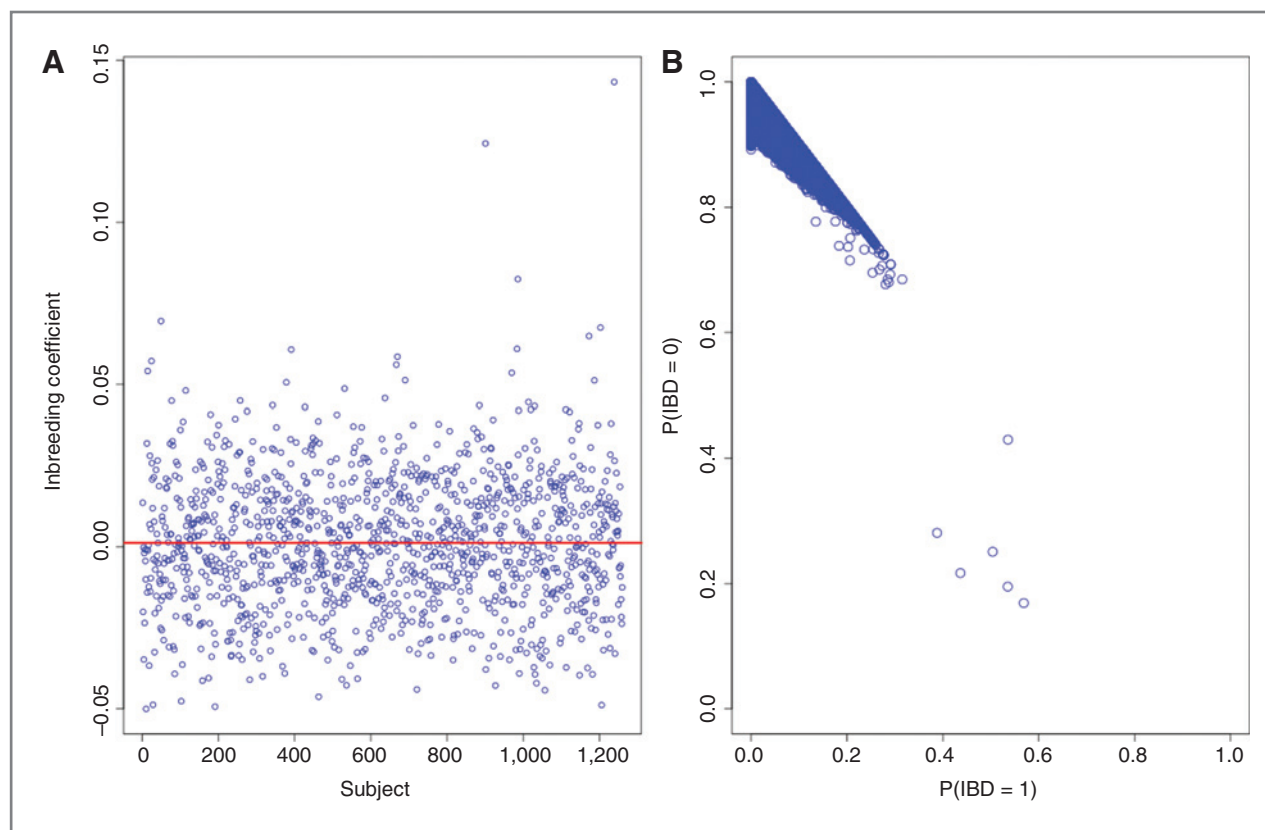 A
Inbreeding coefficient
0.15
0.10
0.05
0.00
−0.05
0 200 400 600 800 1,000 1,200
Subject
B
P(IBD = 0)
1.0
0.8
0.6
0.4
0.2
0.0
0.0 0.2 0.4 0.6 0.8 1.0
P(IBD = 1)